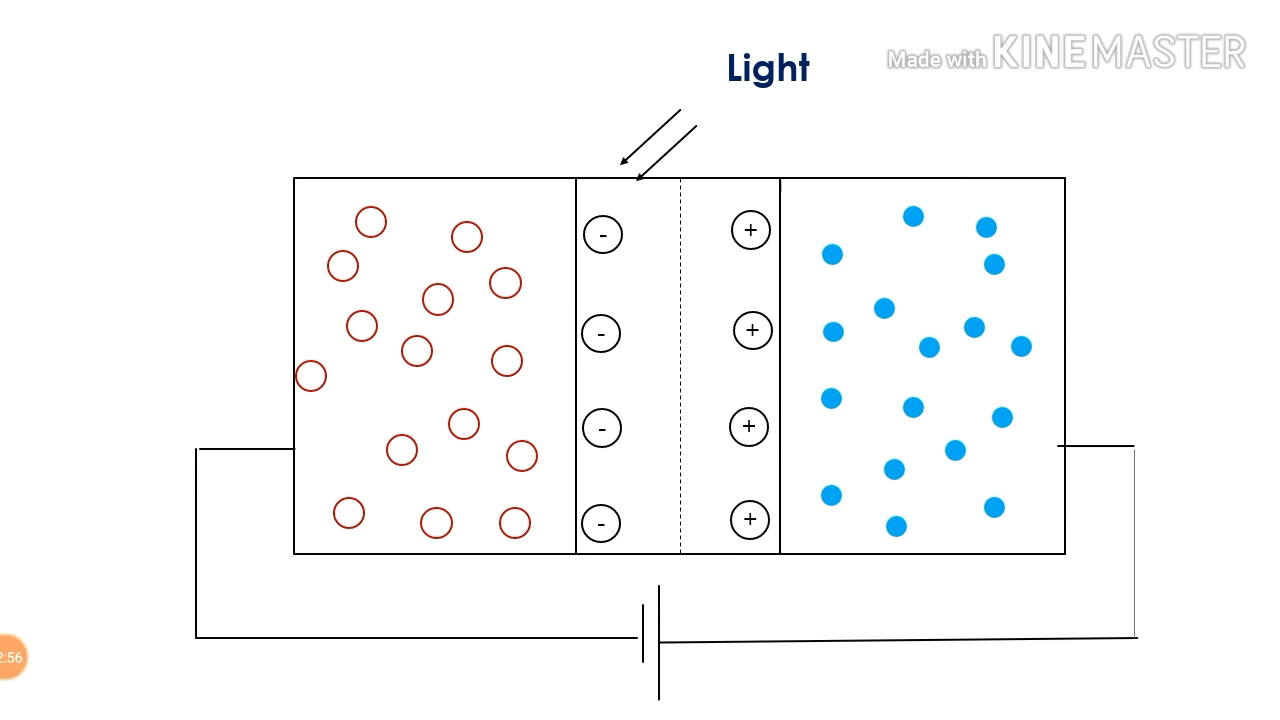 Light
Made with KINEMASTER
- +
- +
- +
- +
2:56